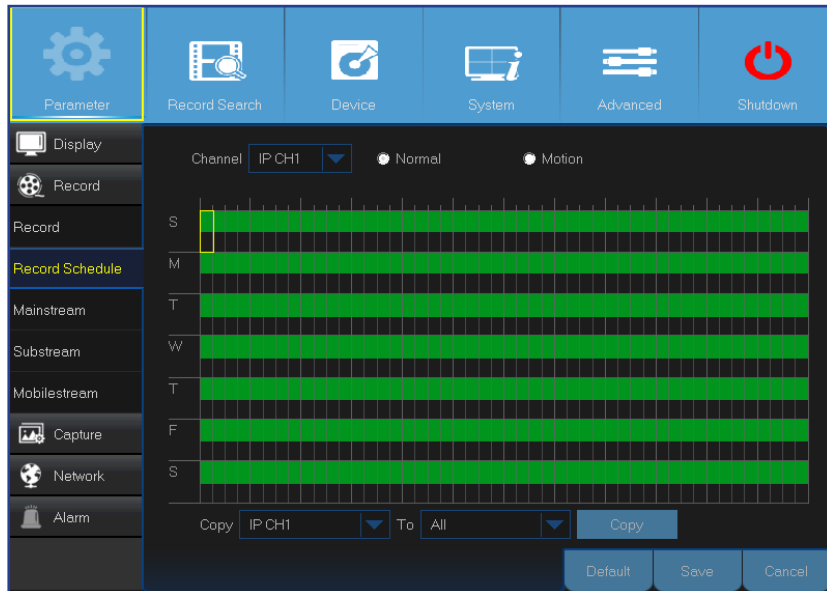 Parameter
Record Search
Device
System
Advanced
Shutdown
Display
Record
Record
Record Schedule
Mainstream
Substream
Mobilestream
Capture
Network
Alarm
Channel IP CH1 Normal Motion
S
M
T
W
T
F
S
Copy IP CH1 To All Copy
Default Save Cancel